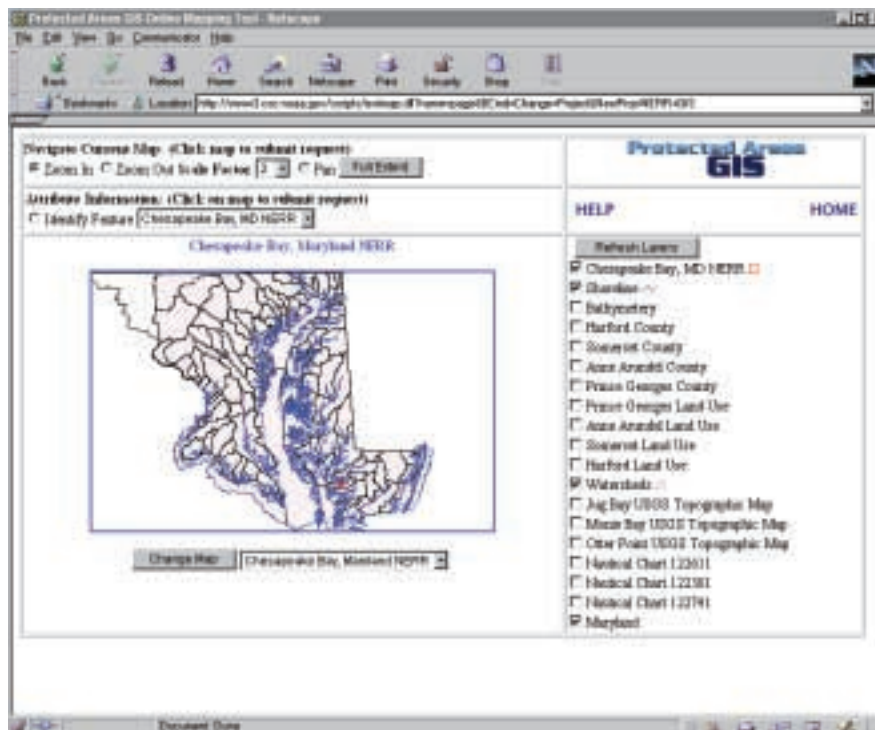 Protected Areas GIS Online Mapping Tool - Netscape
File Edit View Go Communicator Help
Back Reload Home Search Netscape Print Security Shop
Bookmarks Location:
Navigate Current Map: (Click map to submit request)
Zoom In Zoom Out Scale Factor 2 Pan Full Extent
Attribute Information: (Click on map to submit request)
Identify Feature Chesapeake Bay, MD NERR
Protected Areas
GIS
HELP HOME
Chesapeake Bay, Maryland NERR
Change Map Chesapeake Bay, Maryland NERR
Refresh Layers
Chesapeake Bay, MD NERR
Shoreline
Bathymetry
Harford County
Somerset County
Anne Arundel County
Prince Georges County
Prince Georges Land Use
Anne Arundel Land Use
Somerset Land Use
Harford Land Use
Watersheds
Jug Bay USGS Topographic Map
Monie Bay USGS Topographic Map
Otter Point USGS Topographic Map
Nautical Chart
Nautical Chart
Nautical Chart
Maryland
Document: Done